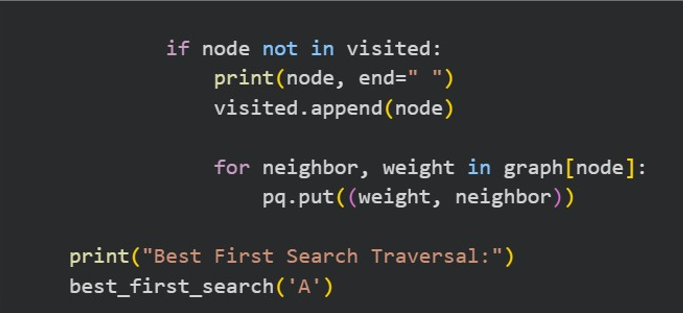 if node not in visited:
print(node, end=" ")
visited.append(node)
for neighbor, weight in graph[node]:
pq.put((weight, neighbor))
print("Best First Search Traversal:")
best_first_search('A')